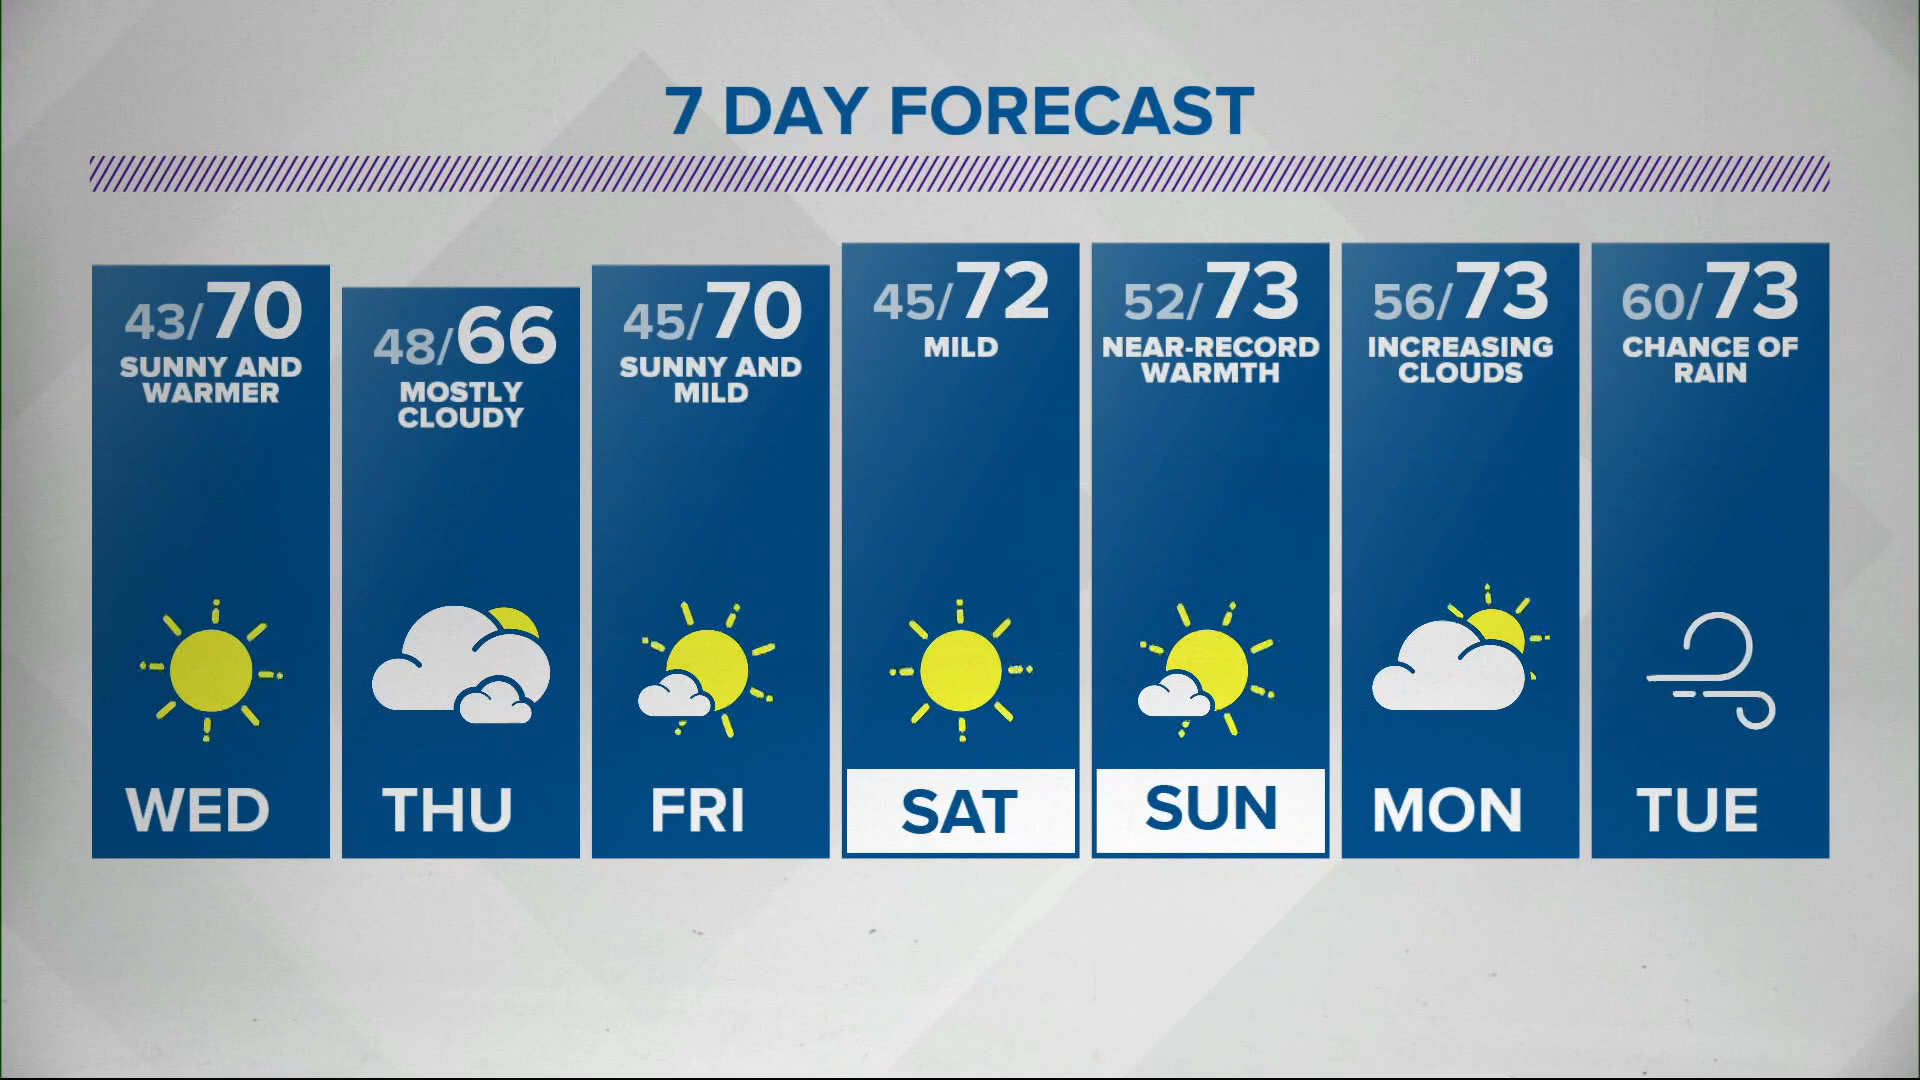 7 DAY FORECAST
43/70
SUNNY AND
WARMER
WED
48/66
MOSTLY
CLOUDY
THU
45/70
SUNNY AND
MILD
FRI
45/72
MILD
SAT
52/73
NEAR-RECORD
WARMTH
SUN
56/73
INCREASING
CLOUDS
MON
60/73
CHANCE OF
RAIN
TUE